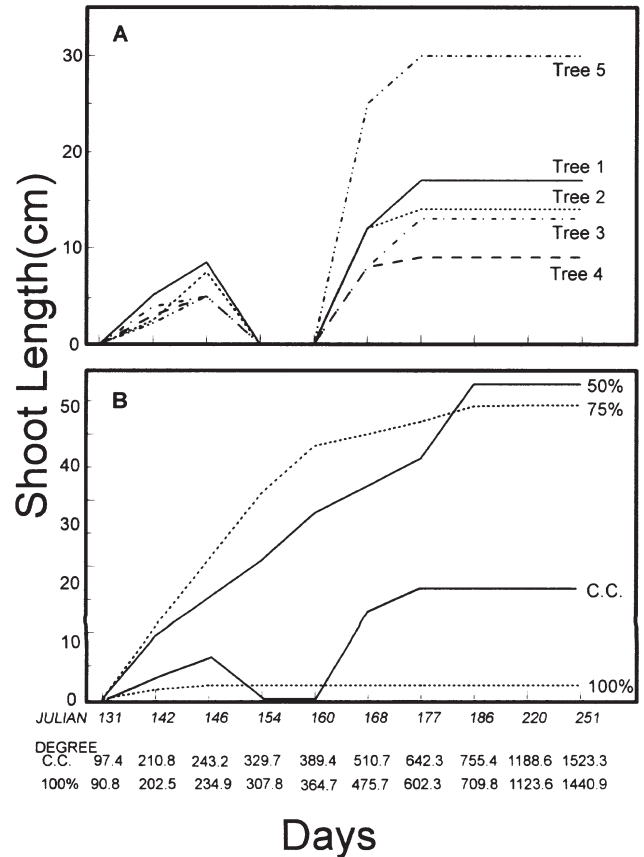 A
30
20
10
0
Shoot Length(cm)
Tree 5
Tree 1
Tree 2
Tree 3
Tree 4
B
50
40
30
20
10
0
50%
75%
C.C.
100%
JULIAN 131 142 146 154 160 168 177 186 220 251
DEGREE
C.C. 97.4 210.8 243.2 329.7 389.4 510.7 642.3 755.4 1188.6 1523.3
100% 90.8 202.5 234.9 307.8 364.7 475.7 602.3 709.8 1123.6 1440.9
Days